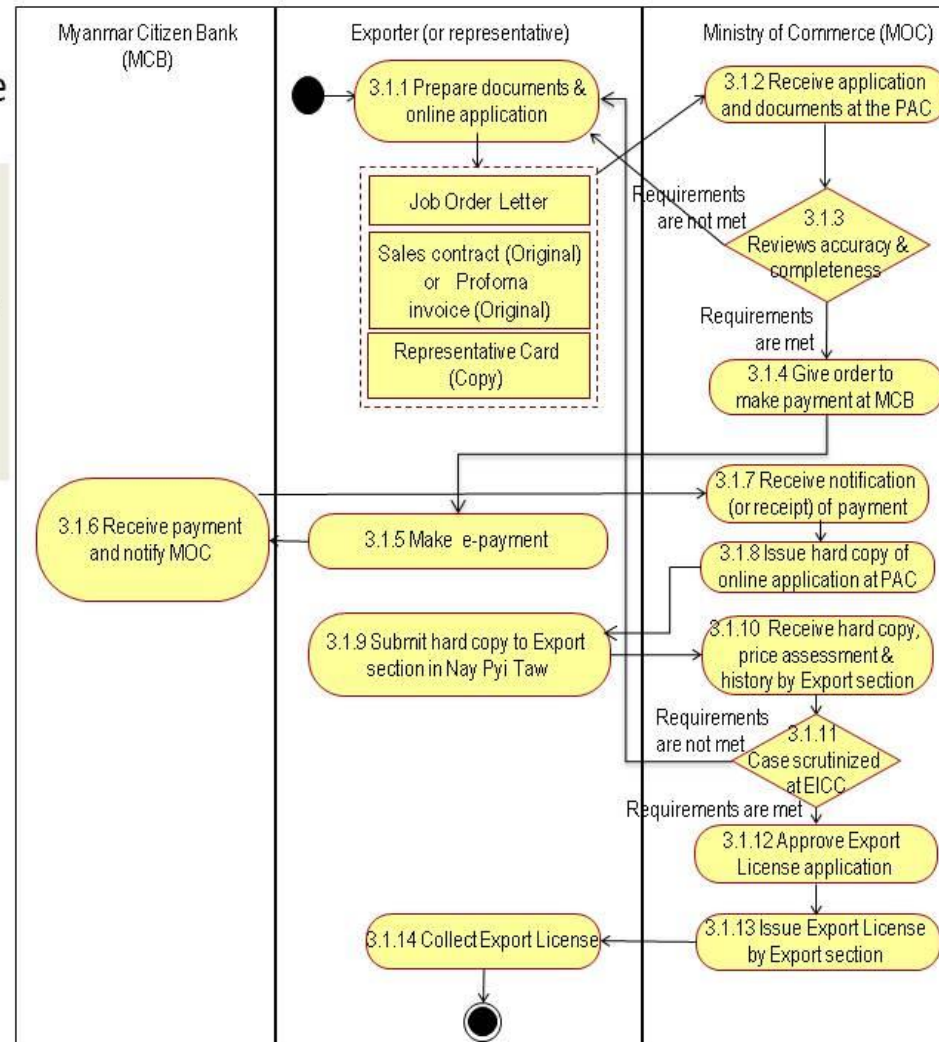 e
Myanmar Citizen Bank
(MCB)
Exporter (or representative)
Ministry of Commerce (MOC)
3.1.1 Prepare documents &
online application
3.1.2 Receive application
and documents at the PAC
Job Order Letter
Sales contract (Original)
or Profoma
invoice (Original)
Representative Card
(Copy)
Requirements
are not met
3.1.3
Reviews accuracy &
completeness
Requirements
are met
3.1.4 Give order to
make payment at MCB
3.1.6 Receive payment
and notify MOC
3.1.5 Make e-payment
3.1.7 Receive notification
(or receipt) of payment
3.1.8 Issue hard copy of
online application at PAC
3.1.9 Submit hard copy to Export
section in Nay Pyi Taw
3.1.10 Receive hard copy,
price assessment &
history by Export section
Requirements
are not met
3.1.11
Case scrutinized
at EICC
Requirements are met
3.1.12 Approve Export
License application
3.1.13 Issue Export License
by Export section
3.1.14 Collect Export License